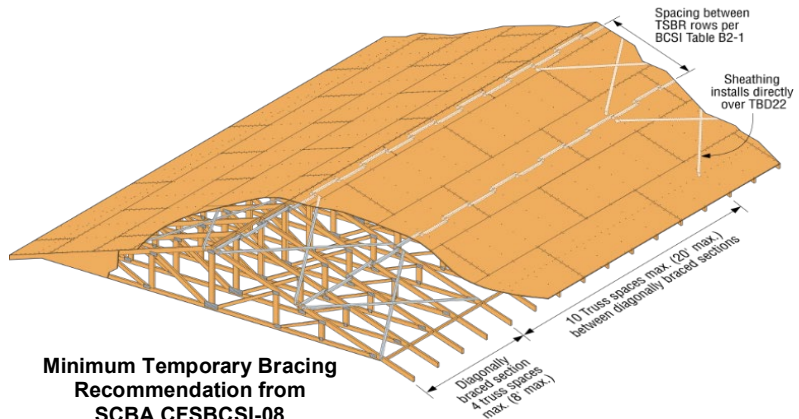 Spacing between
TSBR rows per
BCSI Table B2-1
Sheathing
installs directly
over TBD22
10 Truss spaces max. (20' max.)
between diagonally braced sections
Diagonally
braced section
4 truss spaces
max. (8' max.)
Minimum Temporary Bracing
Recommendation from
SCBA CFSBCSI-08